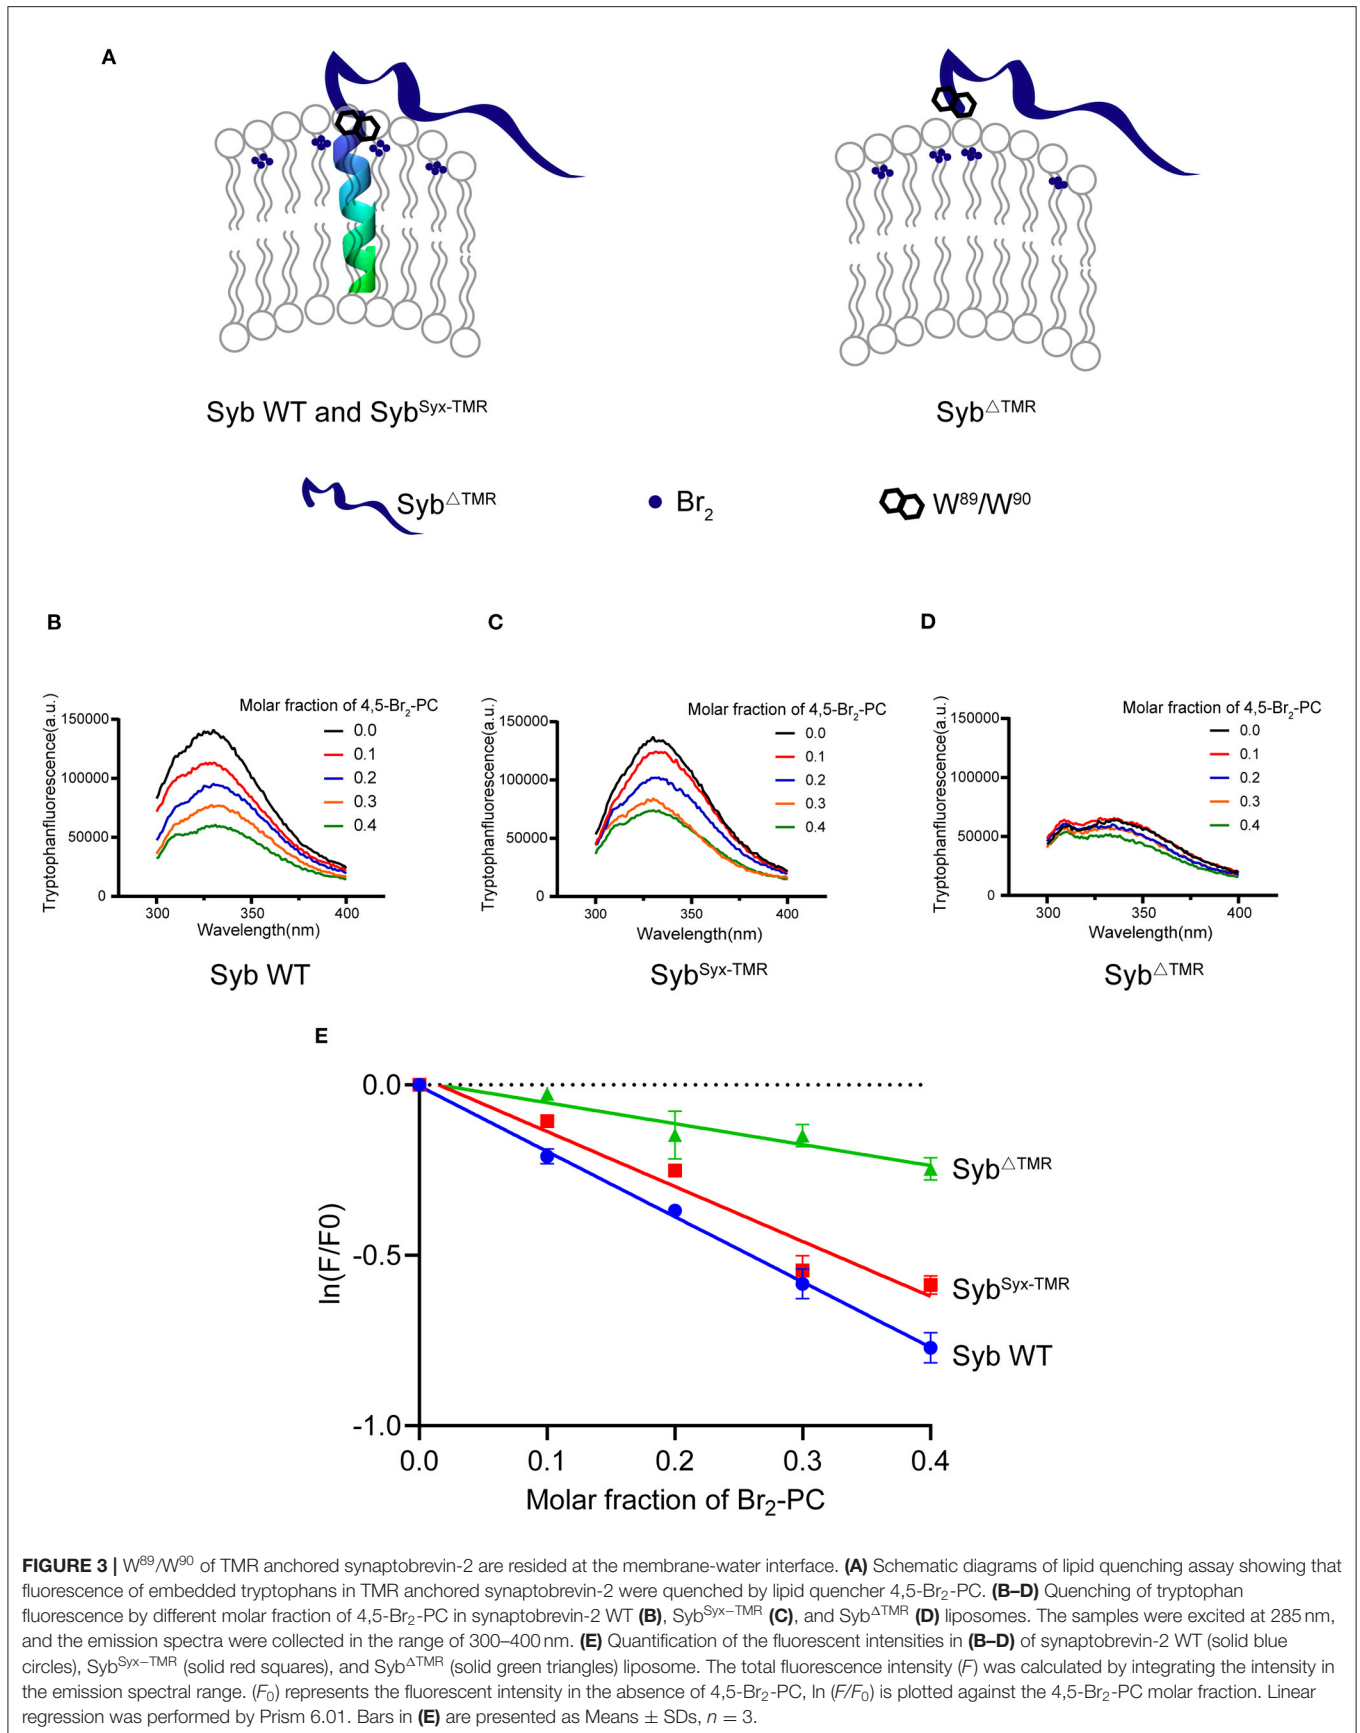 A
Syb WT and Syb^Syx-TMR
Syb^△TMR
Syb^△TMR
Br₂
W⁸⁹/W⁹⁰
B
Tryptophanfluorescence(a.u.)
Molar fraction of 4,5-Br₂-PC
150000
100000
50000
0
0.0
0.1
0.2
0.3
0.4
300
350
400
Wavelength(nm)
Syb WT
C
Tryptophanfluorescence(a.u.)
Molar fraction of 4,5-Br₂-PC
150000
100000
50000
0
0.0
0.1
0.2
0.3
0.4
300
350
400
Wavelength(nm)
Syb^Syx-TMR
D
Tryptophanfluorescence(a.u.)
Molar fraction of 4,5-Br₂-PC
150000
100000
50000
0
0.0
0.1
0.2
0.3
0.4
300
350
400
Wavelength(nm)
Syb^△TMR
E
ln(F/F0)
0.0
-0.5
-1.0
Syb^△TMR
Syb^Syx-TMR
Syb WT
0.0 0.1 0.2 0.3 0.4
Molar fraction of Br₂-PC
FIGURE 3 | W⁸⁹/W⁹⁰ of TMR anchored synaptobrevin-2 are resided at the membrane-water interface. (A) Schematic diagrams of lipid quenching assay showing that
fluorescence of embedded tryptophans in TMR anchored synaptobrevin-2 were quenched by lipid quencher 4,5-Br₂-PC. (B–D) Quenching of tryptophan
fluorescence by different molar fraction of 4,5-Br₂-PC in synaptobrevin-2 WT (B), Syb^Syx−TMR (C), and Syb^ΔTMR (D) liposomes. The samples were excited at 285 nm,
and the emission spectra were collected in the range of 300–400 nm. (E) Quantification of the fluorescent intensities in (B–D) of synaptobrevin-2 WT (solid blue
circles), Syb^Syx−TMR (solid red squares), and Syb^ΔTMR (solid green triangles) liposome. The total fluorescence intensity (F) was calculated by integrating the intensity in
the emission spectral range. (F₀) represents the fluorescent intensity in the absence of 4,5-Br₂-PC, ln (F/F₀) is plotted against the 4,5-Br₂-PC molar fraction. Linear
regression was performed by Prism 6.01. Bars in (E) are presented as Means ± SDs, n = 3.